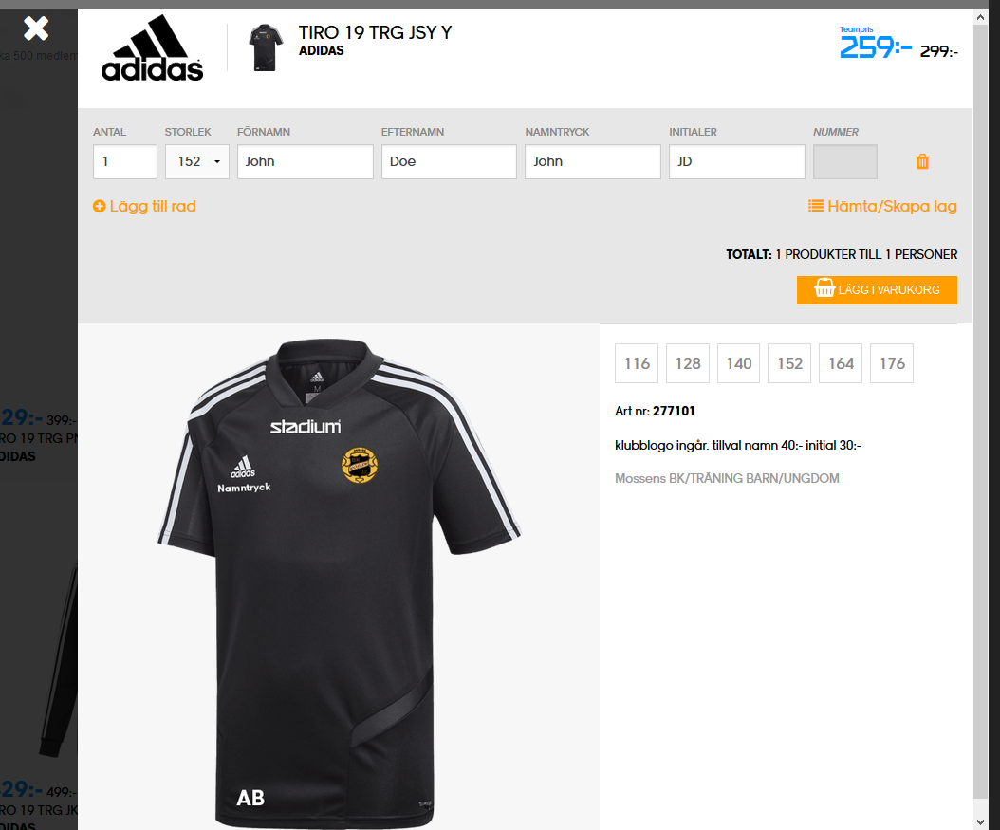 ka 500 medlem
adidas
TIRO 19 TRG JSY Y
ADIDAS
Teampris
259:- 299:-
ANTAL STORLEK FÖRNAMN EFTERNAMN NAMNTRYCK INITIALER NUMMER
1 152 John Doe John JD
Lägg till rad
Hämta/Skapa lag
TOTALT: 1 PRODUKTER TILL 1 PERSONER
LÄGG I VARUKORG
29:- 399:-
RO 19 TRG PN
DIDAS
29:- 499:-
RO 19 TRG JK
DIDAS
M
stadium
adidas
Namntryck
AB
116 128 140 152 164 176
Art.nr: 277101
klubblogo ingår. tillval namn 40:- initial 30:-
Mossens BK/TRÄNING BARN/UNGDOM